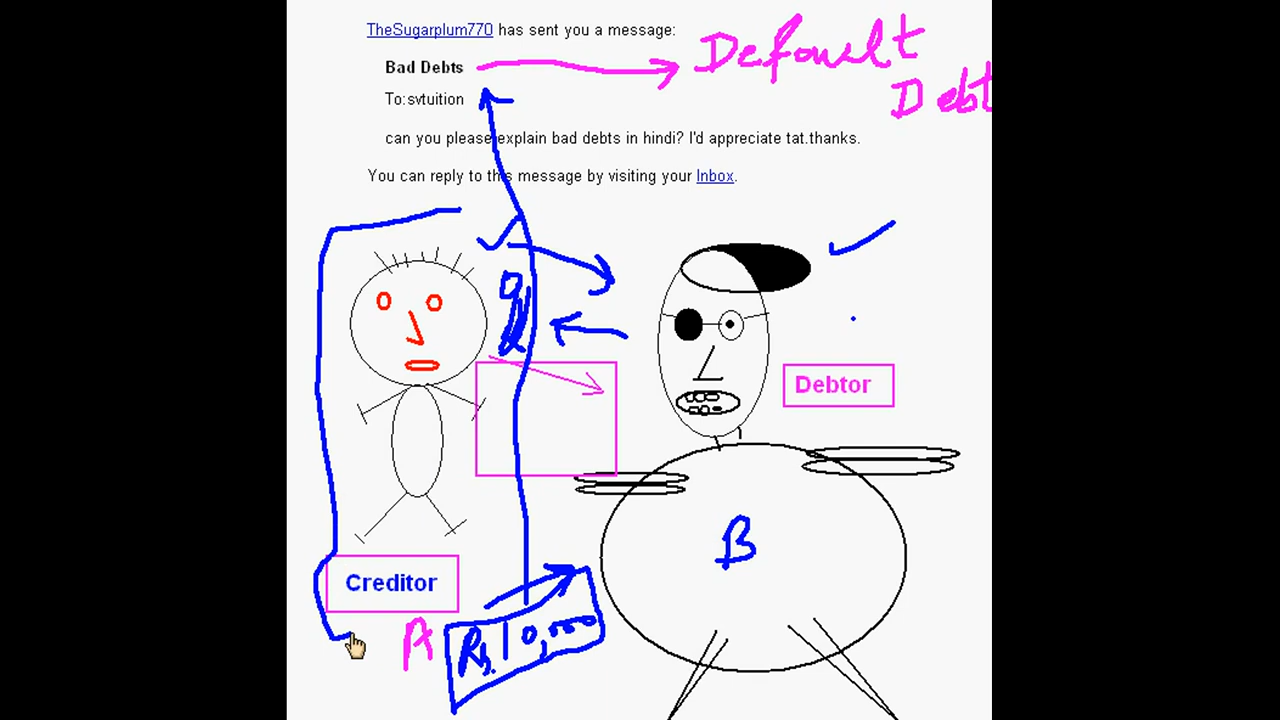 TheSugarplum770 has sent you a message:
Bad Debts
Default
Debt
To:svtuition
can you please explain bad debts in hindi? I'd appreciate tat.thanks.
You can reply to this message by visiting your Inbox.
Debtor
B
Creditor
A
Rs. 10,000